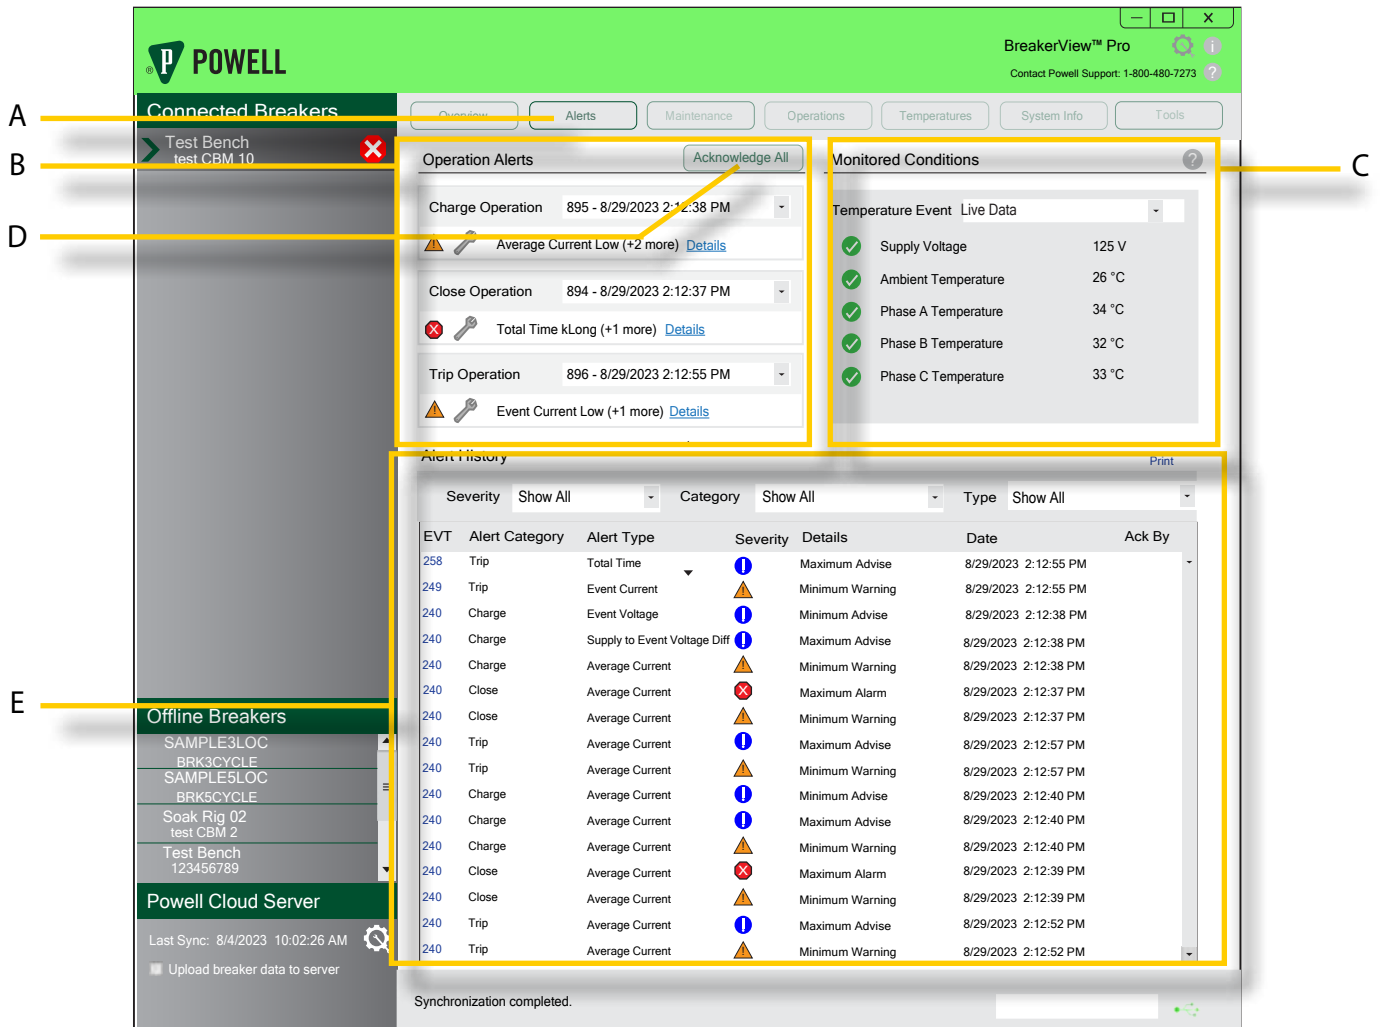 P POWELL
®
BreakerView™ Pro
Contact Powell Support: 1-800-480-7273
A
B
C
D
E
Connected Breakers
Test Bench
test CBM 10
Overview Alerts Maintenance Operations Temperatures System Info Tools
Operation Alerts Acknowledge All
Charge Operation 895 - 8/29/2023 2:12:38 PM
Average Current Low (+2 more) Details
Close Operation 894 - 8/29/2023 2:12:37 PM
Total Time kLong (+1 more) Details
Trip Operation 896 - 8/29/2023 2:12:55 PM
Event Current Low (+1 more) Details
Monitored Conditions ?
Temperature Event Live Data
Supply Voltage 125 V
Ambient Temperature 26 °C
Phase A Temperature 34 °C
Phase B Temperature 32 °C
Phase C Temperature 33 °C
Alert History
Print
Severity Show All Category Show All Type Show All
EVT Alert Category Alert Type Severity Details Date Ack By
258 Trip Total Time Maximum Advise 8/29/2023 2:12:55 PM
249 Trip Event Current Minimum Warning 8/29/2023 2:12:55 PM
240 Charge Event Voltage Minimum Advise 8/29/2023 2:12:38 PM
240 Charge Supply to Event Voltage Diff Maximum Advise 8/29/2023 2:12:38 PM
240 Charge Average Current Minimum Warning 8/29/2023 2:12:38 PM
240 Close Average Current Maximum Alarm 8/29/2023 2:12:37 PM
240 Close Average Current Minimum Warning 8/29/2023 2:12:37 PM
240 Trip Average Current Maximum Advise 8/29/2023 2:12:57 PM
240 Trip Average Current Minimum Warning 8/29/2023 2:12:57 PM
240 Charge Average Current Minimum Advise 8/29/2023 2:12:40 PM
240 Charge Average Current Maximum Advise 8/29/2023 2:12:40 PM
240 Charge Average Current Minimum Warning 8/29/2023 2:12:40 PM
240 Close Average Current Maximum Alarm 8/29/2023 2:12:39 PM
240 Close Average Current Minimum Warning 8/29/2023 2:12:39 PM
240 Trip Average Current Maximum Advise 8/29/2023 2:12:52 PM
240 Trip Average Current Minimum Warning 8/29/2023 2:12:52 PM
Offline Breakers
SAMPLE3LOC
BRK3CYCLE
SAMPLE5LOC
BRK5CYCLE
Soak Rig 02
test CBM 2
Test Bench
123456789
Powell Cloud Server
Last Sync: 8/4/2023 10:02:26 AM
Upload breaker data to server
Synchronization completed.